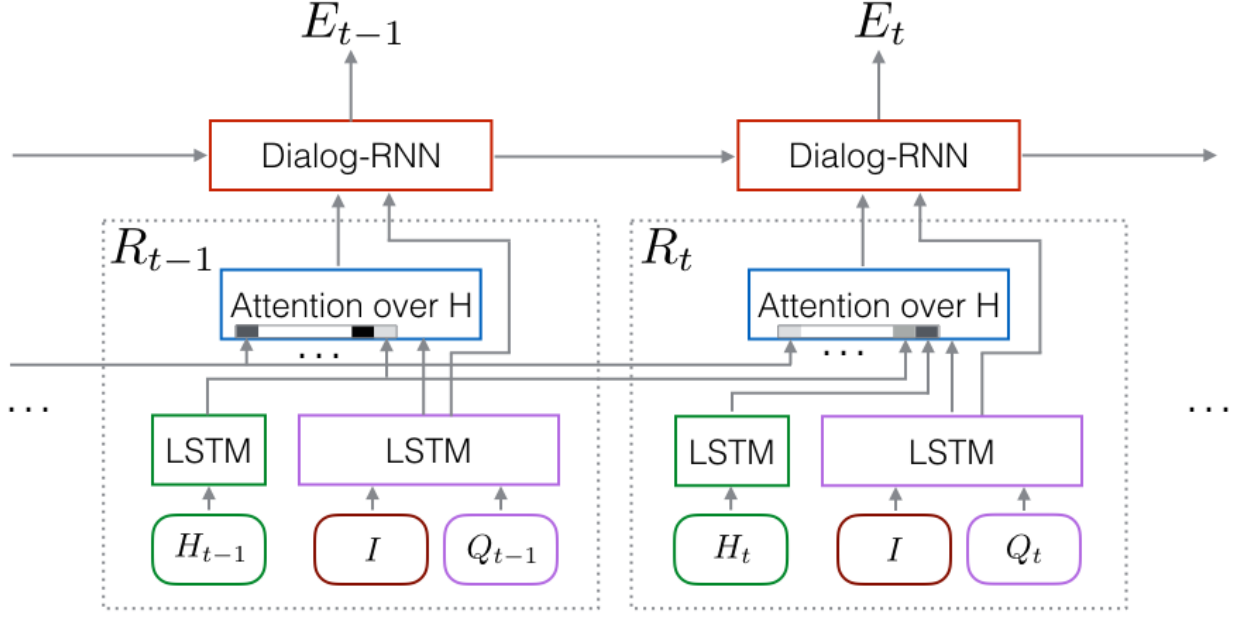 E_{t-1} E_t
Dialog-RNN Dialog-RNN
R_{t-1} R_t
Attention over H Attention over H
... ...
... ...
LSTM LSTM LSTM LSTM
H_{t-1} I Q_{t-1} H_t I Q_t